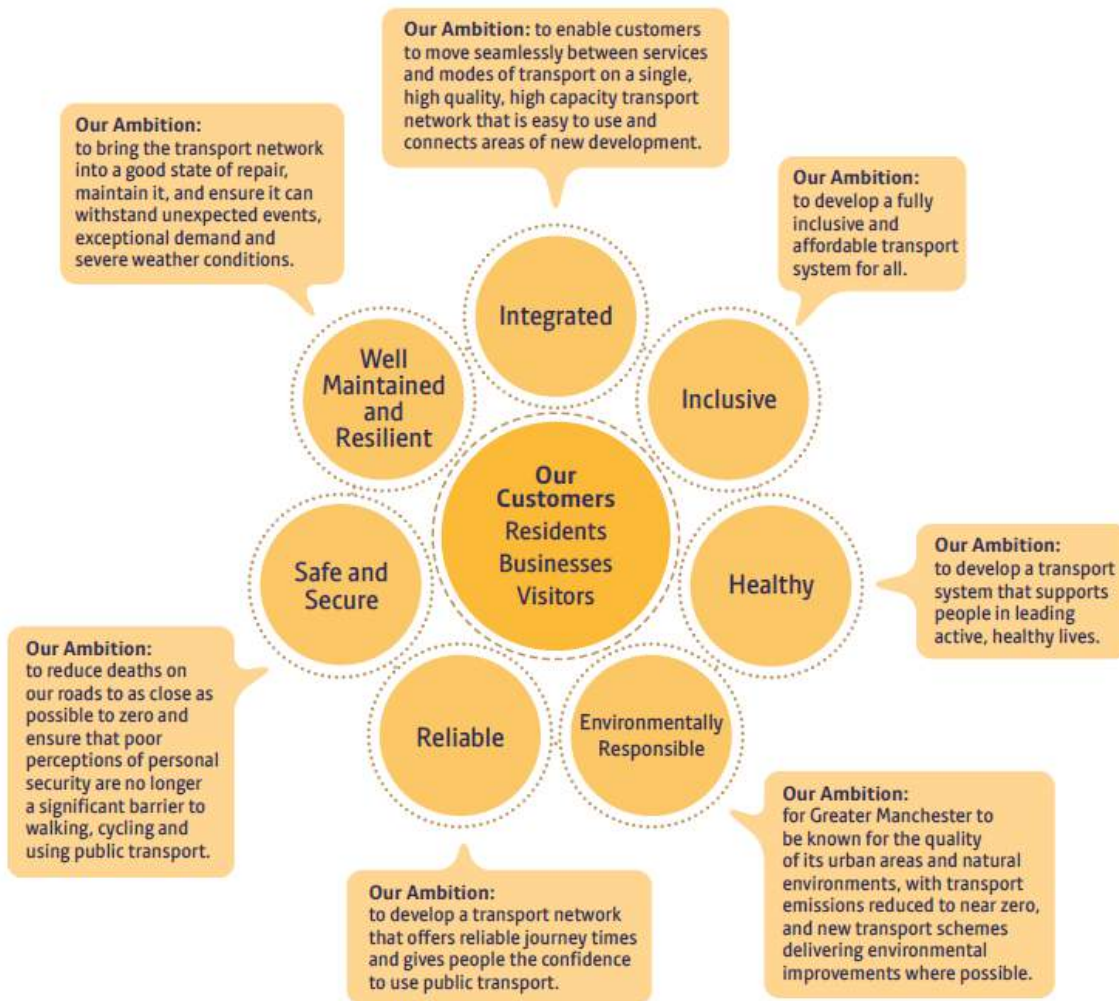 Our Ambition: to enable customers
to move seamlessly between services
and modes of transport on a single,
high quality, high capacity transport
network that is easy to use and
connects areas of new development.
Our Ambition:
to bring the transport network
into a good state of repair,
maintain it, and ensure it can
withstand unexpected events,
exceptional demand and
severe weather conditions.
Our Ambition:
to develop a fully
inclusive and
affordable transport
system for all.
Integrated
Well
Maintained
and
Resilient
Inclusive
Our
Customers
Residents
Businesses
Visitors
Safe and
Secure
Healthy
Our Ambition:
to develop a transport
system that supports
people in leading
active, healthy lives.
Our Ambition:
to reduce deaths on
our roads to as close as
possible to zero and
ensure that poor
perceptions of personal
security are no longer
a significant barrier to
walking, cycling and
using public transport.
Reliable
Environmentally
Responsible
Our Ambition:
for Greater Manchester to
be known for the quality
of its urban areas and natural
environments, with transport
emissions reduced to near zero,
and new transport schemes
delivering environmental
improvements where possible.
Our Ambition:
to develop a transport network
that offers reliable journey times
and gives people the confidence
to use public transport.